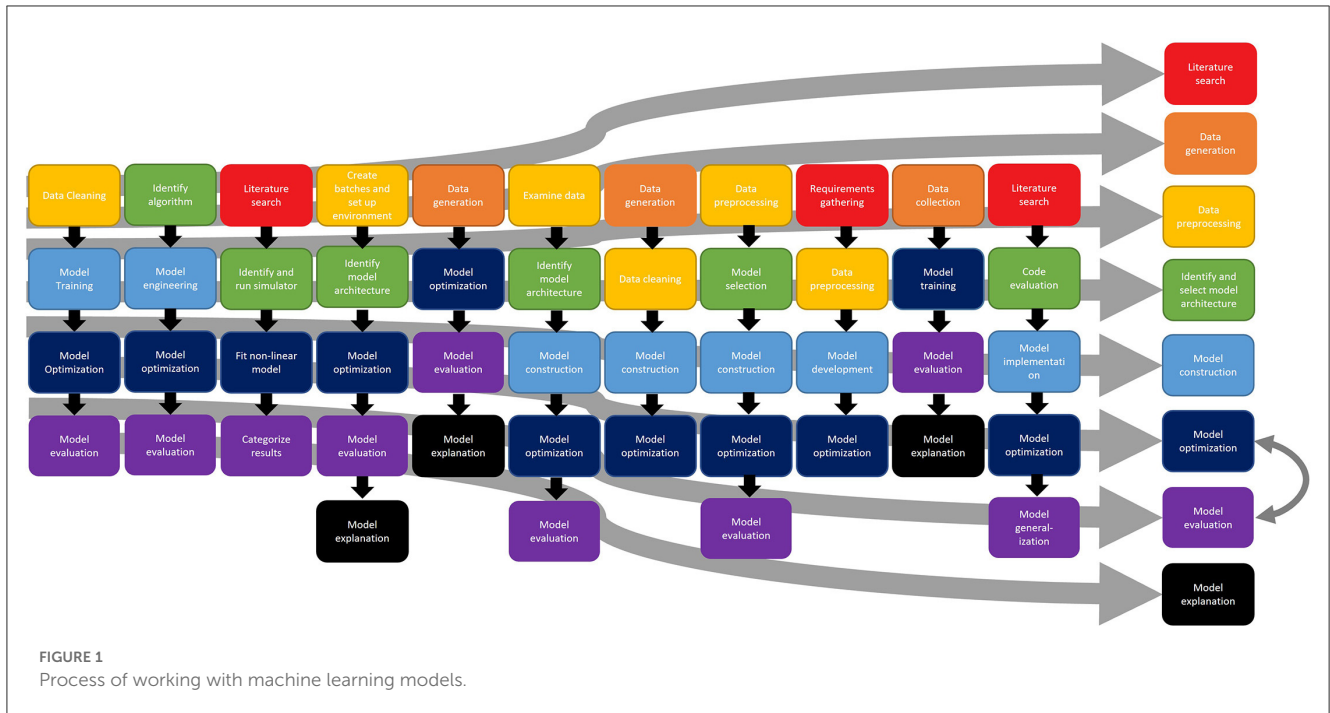 Literature
search
Data
generation
Data Cleaning
Identify
algorithm
Literature
search
Create
batches and
set up
environment
Data
generation
Examine data
Data
generation
Data
preprocessing
Requirements
gathering
Data
collection
Literature
search
Data
preprocessing
Model
Training
Model
engineering
Identify and
run simulator
Identify
model
architecture
Model
optimization
Identify
model
architecture
Data cleaning
Model
selection
Data
preprocessing
Model
training
Code
evaluation
Identify and
select model
architecture
Model
Optimization
Model
optimization
Fit non-linear
model
Model
optimization
Model
evaluation
Model
construction
Model
construction
Model
construction
Model
development
Model
evaluation
Model
implementati
on
Model
construction
Model
evaluation
Model
evaluation
Categorize
results
Model
evaluation
Model
explanation
Model
optimization
Model
optimization
Model
optimization
Model
optimization
Model
explanation
Model
optimization
Model
optimization
Model
explanation
Model
evaluation
Model
evaluation
Model
general-
ization
Model
evaluation
Model
explanation
FIGURE 1
Process of working with machine learning models.